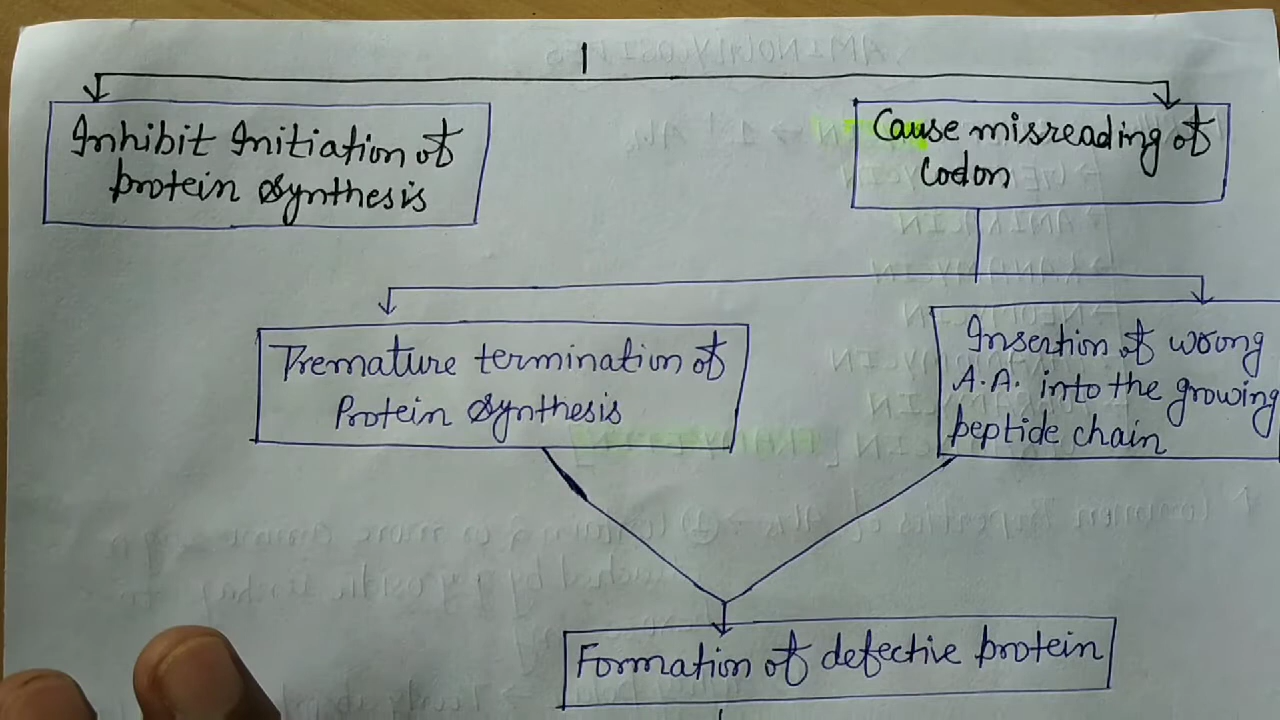 Inhibit Initiation of
protein synthesis
Cause misreading of
Codon
Premature termination of
Protein synthesis
Insertion of wrong
A.A. into the growing
peptide chain
Formation of defective protein